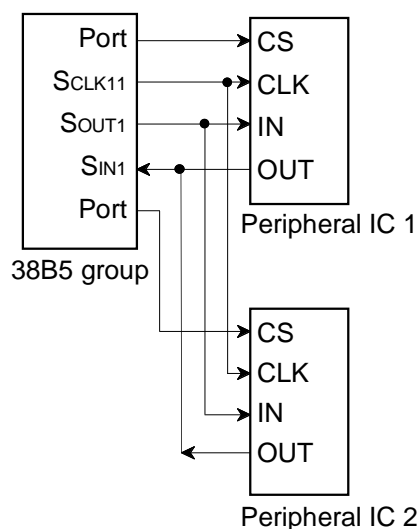 Port
SCLK11
SOUT1
SIN1
Port
38B5 group
CS
CLK
IN
OUT
Peripheral IC 1
CS
CLK
IN
OUT
Peripheral IC 2